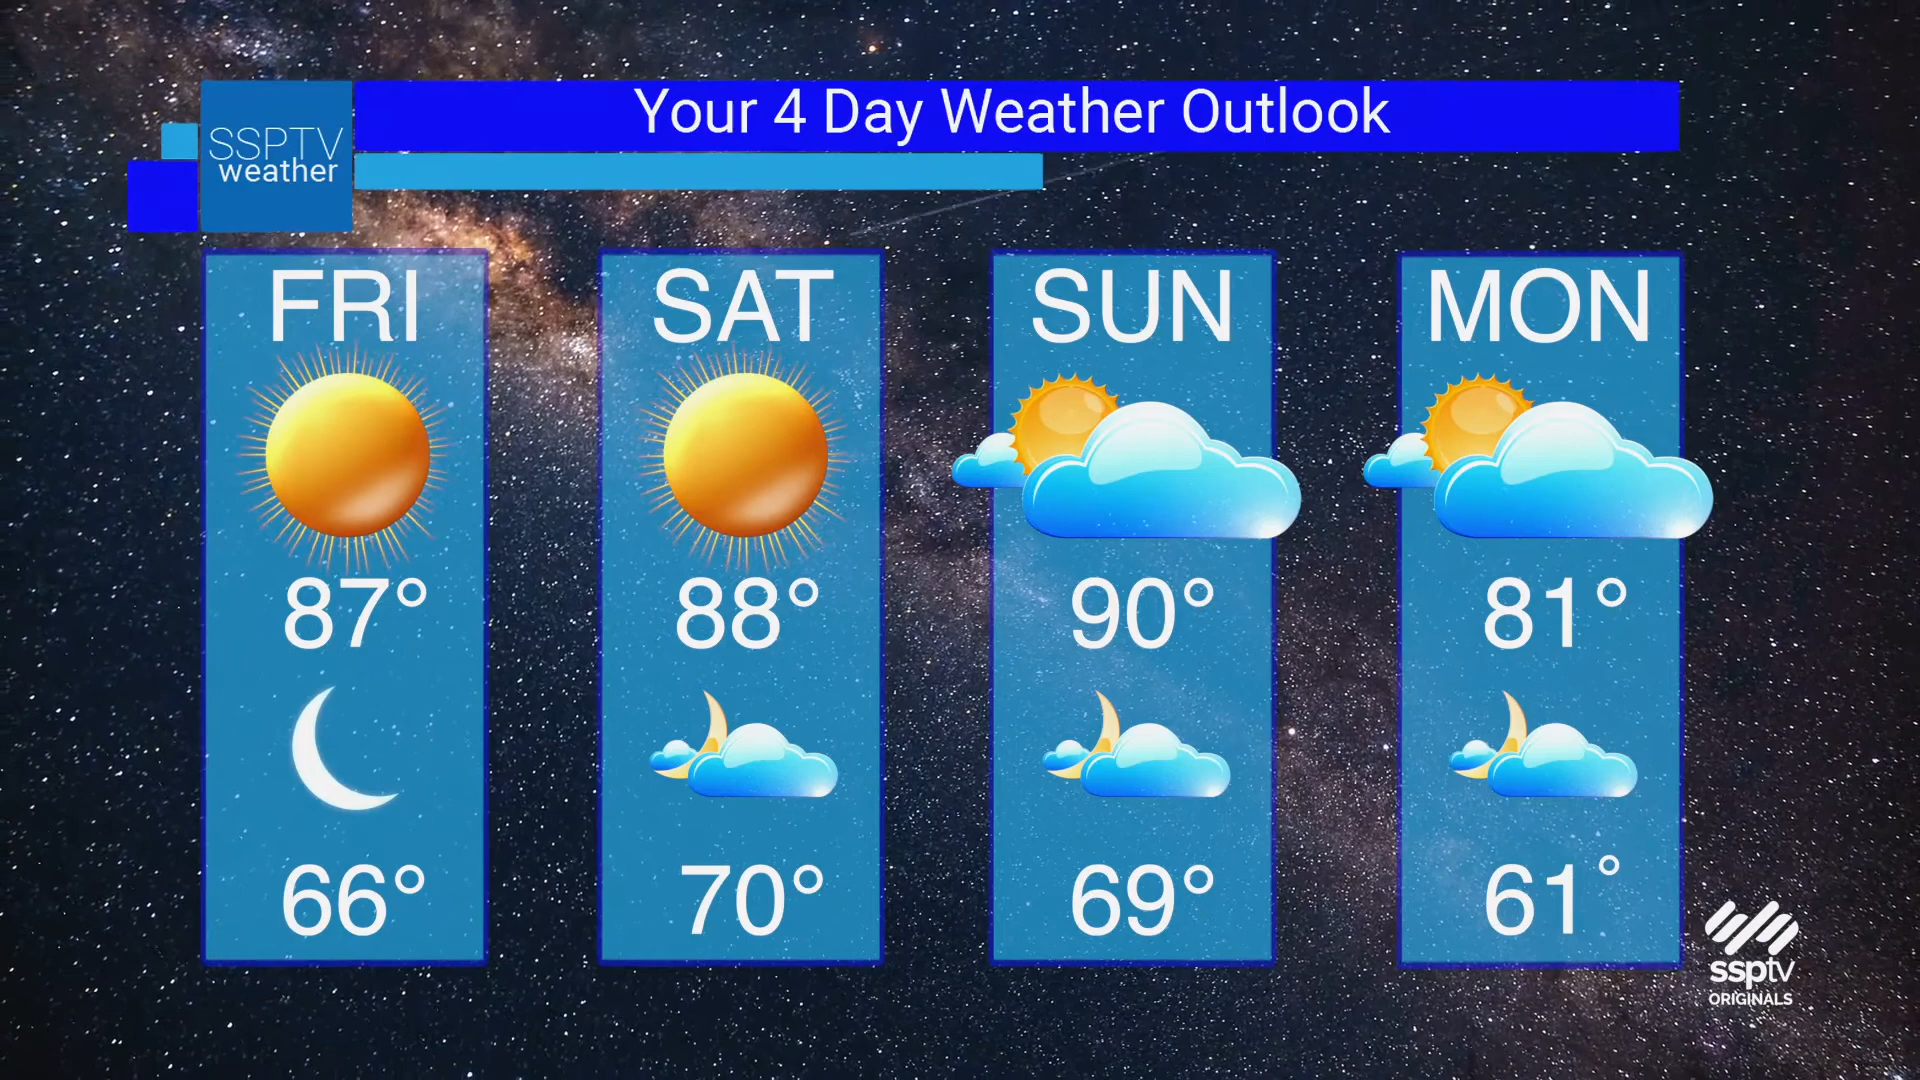 Your 4 Day Weather Outlook
SSPTV
weather
FRI
87°
66°
SAT
88°
70°
SUN
90°
69°
MON
81°
61°
ssptv
ORIGINALS